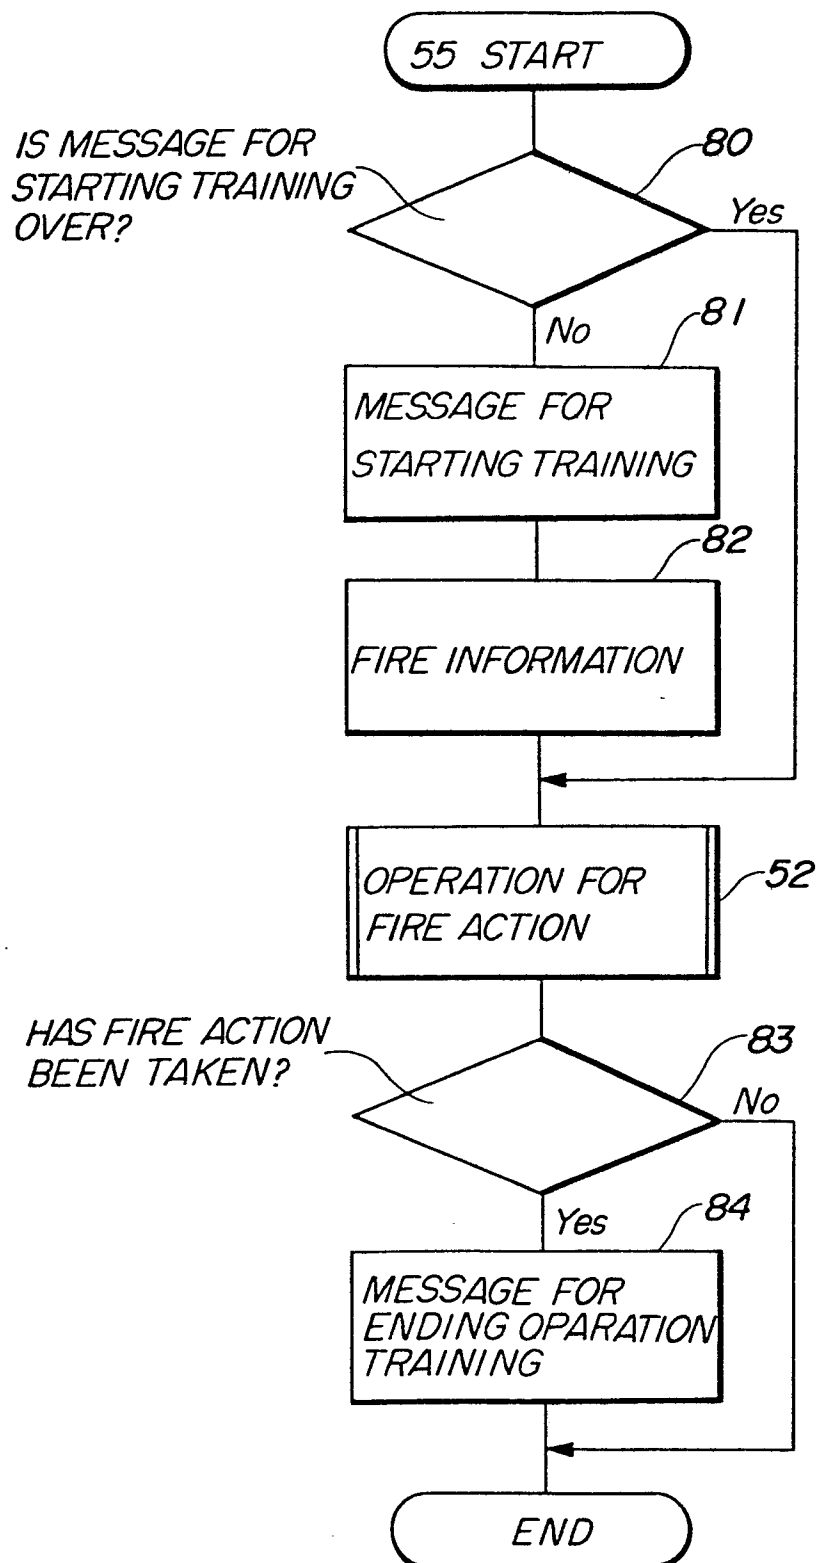 55 START
IS MESSAGE FOR
STARTING TRAINING
OVER?
80
Yes
No
81
MESSAGE FOR
STARTING TRAINING
82
FIRE INFORMATION
OPERATION FOR
FIRE ACTION
52
HAS FIRE ACTION
BEEN TAKEN?
83
No
Yes
84
MESSAGE FOR
ENDING OPARATION
TRAINING
END